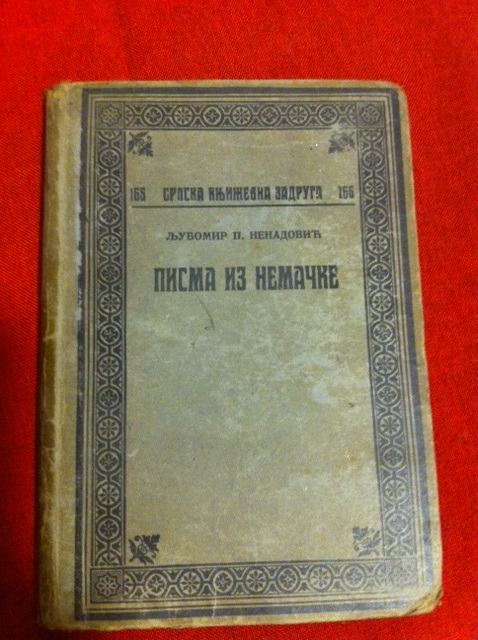 165 СРПСКА КЊИЖЕВНА ЗАДРУГА 166
ЉУБОМИР П. НЕНАДОВИЋ
ПИСМА ИЗ НЕМАЧКЕ